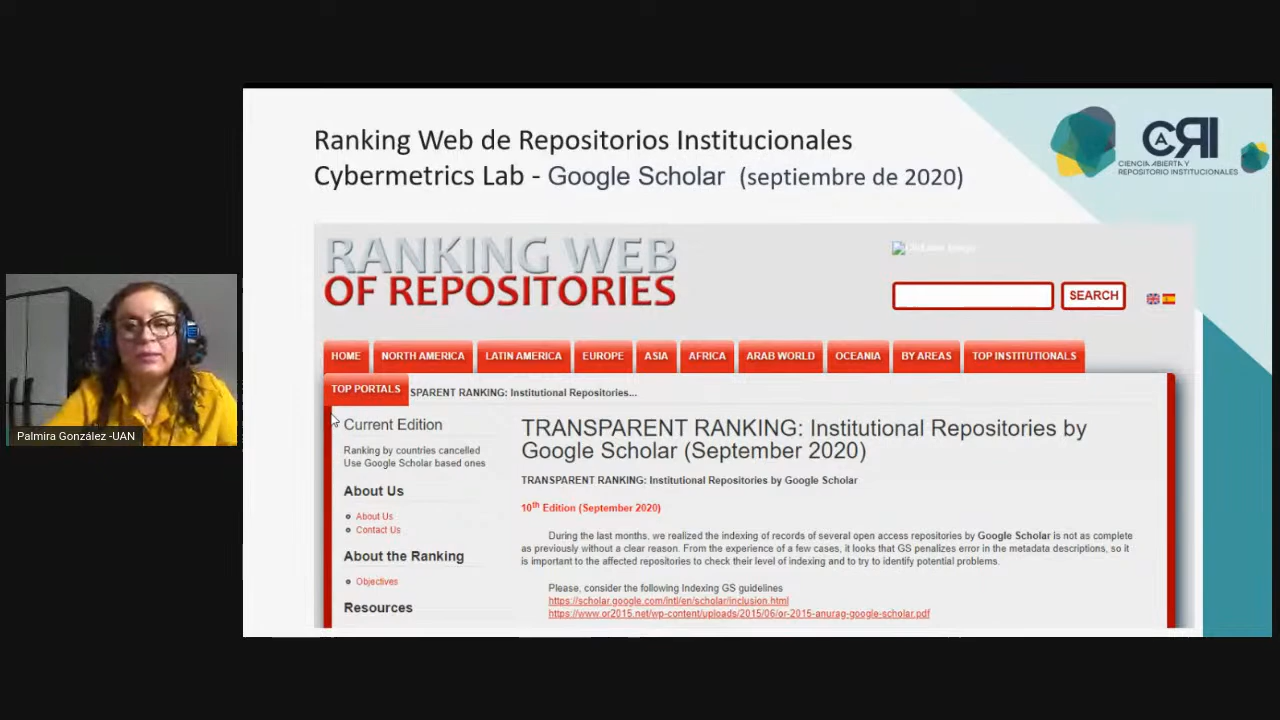 Ranking Web de Repositorios Institucionales
Cybermetrics Lab - Google Scholar (septiembre de 2020)
CARI
CIENCIA ABIERTA Y
REPOSITORIO INSTITUCIONALES
RANKING WEB
OF REPOSITORIES
SEARCH
HOME
NORTH AMERICA
LATIN AMERICA
EUROPE
ASIA
AFRICA
ARAB WORLD
OCEANIA
BY AREAS
TOP INSTITUTIONALS
TOP PORTALS
SPARENT RANKING: Institutional Repositories...
Current Edition
Ranking by countries cancelled
Use Google Scholar based ones
About Us
About Us
Contact Us
About the Ranking
Objectives
Resources
TRANSPARENT RANKING: Institutional Repositories by
Google Scholar (September 2020)
TRANSPARENT RANKING: Institutional Repositories by Google Scholar
10th Edition (September 2020)
During the last months, we realized the indexing of records of several open access repositories by Google Scholar is not as complete
as previously without a clear reason. From the experience of a few cases, it looks that GS penalizes error in the metadata descriptions, so it
is important to the affected repositories to check their level of indexing and to try to identify potential problems.
Please, consider the following Indexing GS guidelines
https://scholar.google.com/intl/en/scholar/inclusion.html
https://www.or2015.net/wp-content/uploads/2015/06/or-2015-anurag-google-scholar.pdf
Palmira González -UAN